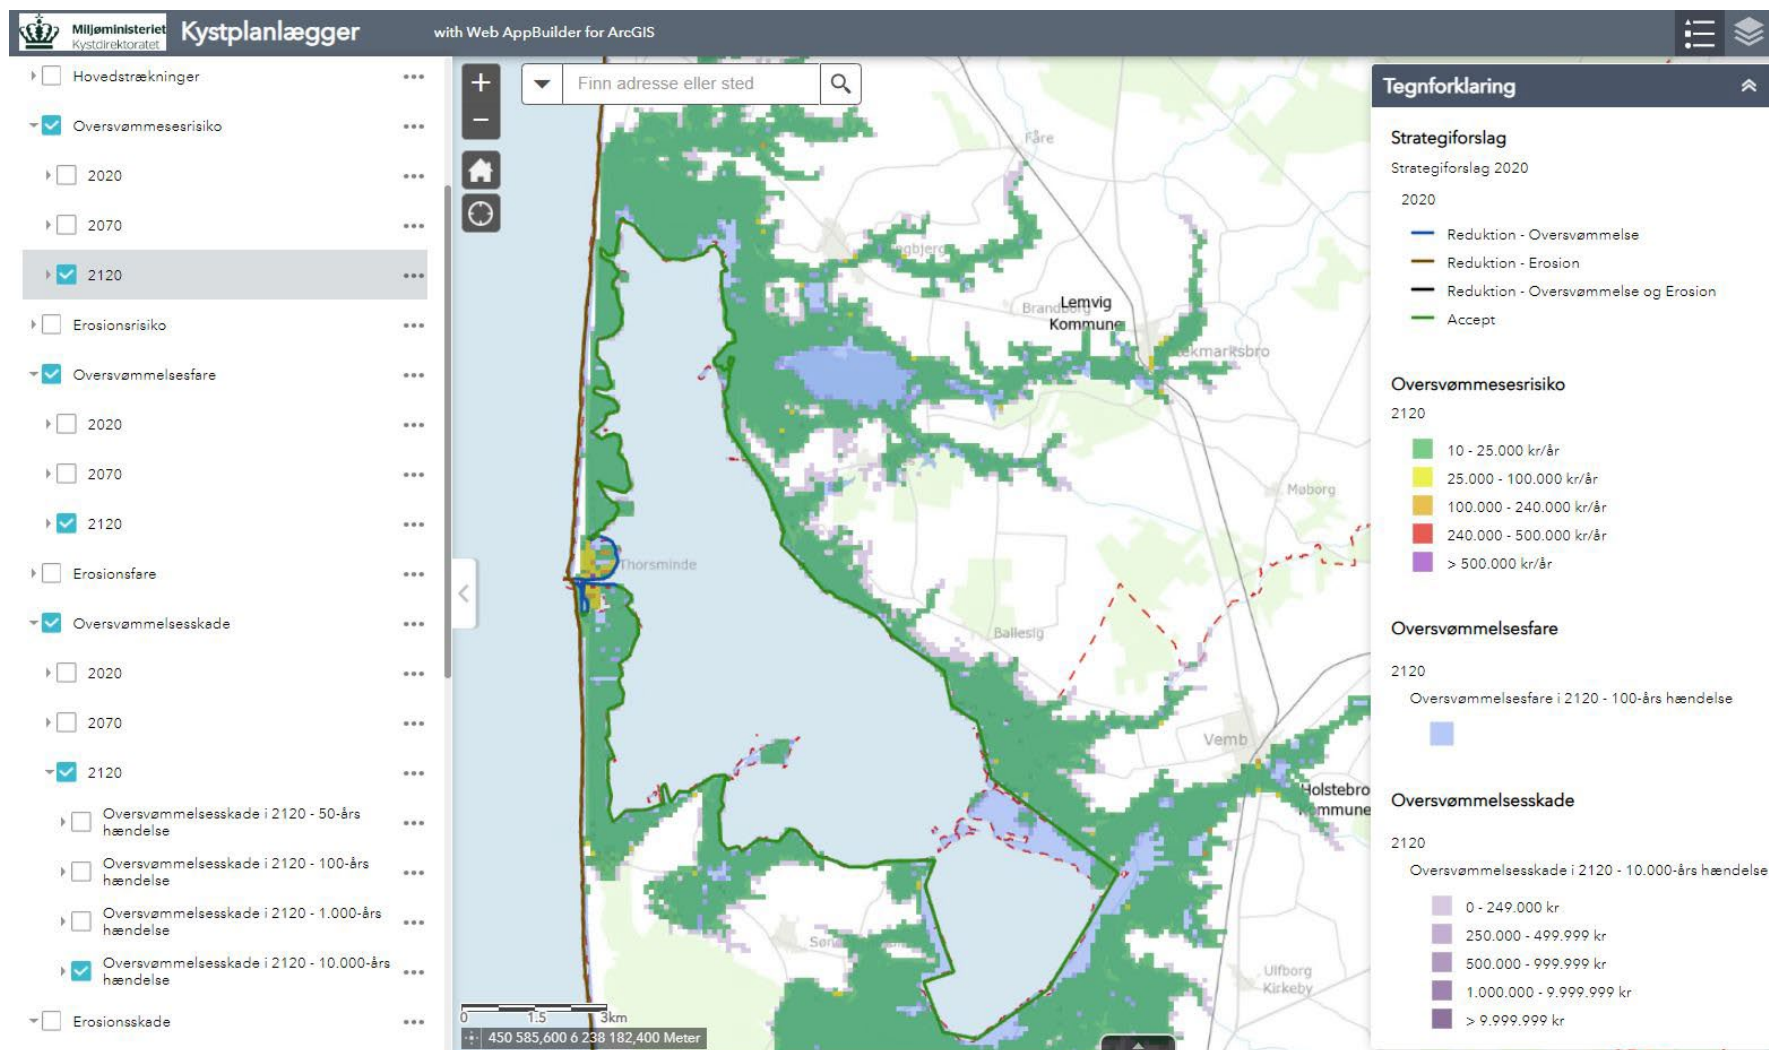 Miljøministeriet
Kystdirektoratet
Kystplanlægger
with Web AppBuilder for ArcGIS
Hovedstrækninger
Oversvømmesesrisiko
2020
2070
2120
Erosionsrisiko
Oversvømmelsesfare
2020
2070
2120
Erosionsfare
Oversvømmelsesskade
2020
2070
2120
Oversvømmelsesskade i 2120 - 50-års
hændelse
Oversvømmelsesskade i 2120 - 100-års
hændelse
Oversvømmelsesskade i 2120 - 1.000-års
hændelse
Oversvømmelsesskade i 2120 - 10.000-års
hændelse
Erosionsskade
+
−
Finn adresse eller sted
Fåre
Lemvig
Kommune
Møborg
Thorsminde
Ballesig
Vemb
Holstebro
Kommune
Ulfborg
Kirkeby
0 1.5 3km
450 585,600 6 238 182,400 Meter
Tegnforklaring
Strategiforslag
Strategiforslag 2020
2020
Reduktion - Oversvømmelse
Reduktion - Erosion
Reduktion - Oversvømmelse og Erosion
Accept
Oversvømmesesrisiko
2120
10 - 25.000 kr/år
25.000 - 100.000 kr/år
100.000 - 240.000 kr/år
240.000 - 500.000 kr/år
> 500.000 kr/år
Oversvømmelsesfare
2120
Oversvømmelsesfare i 2120 - 100-års hændelse
Oversvømmelsesskade
2120
Oversvømmelsesskade i 2120 - 10.000-års hændelse
0 - 249.000 kr
250.000 - 499.999 kr
500.000 - 999.999 kr
1.000.000 - 9.999.999 kr
> 9.999.999 kr